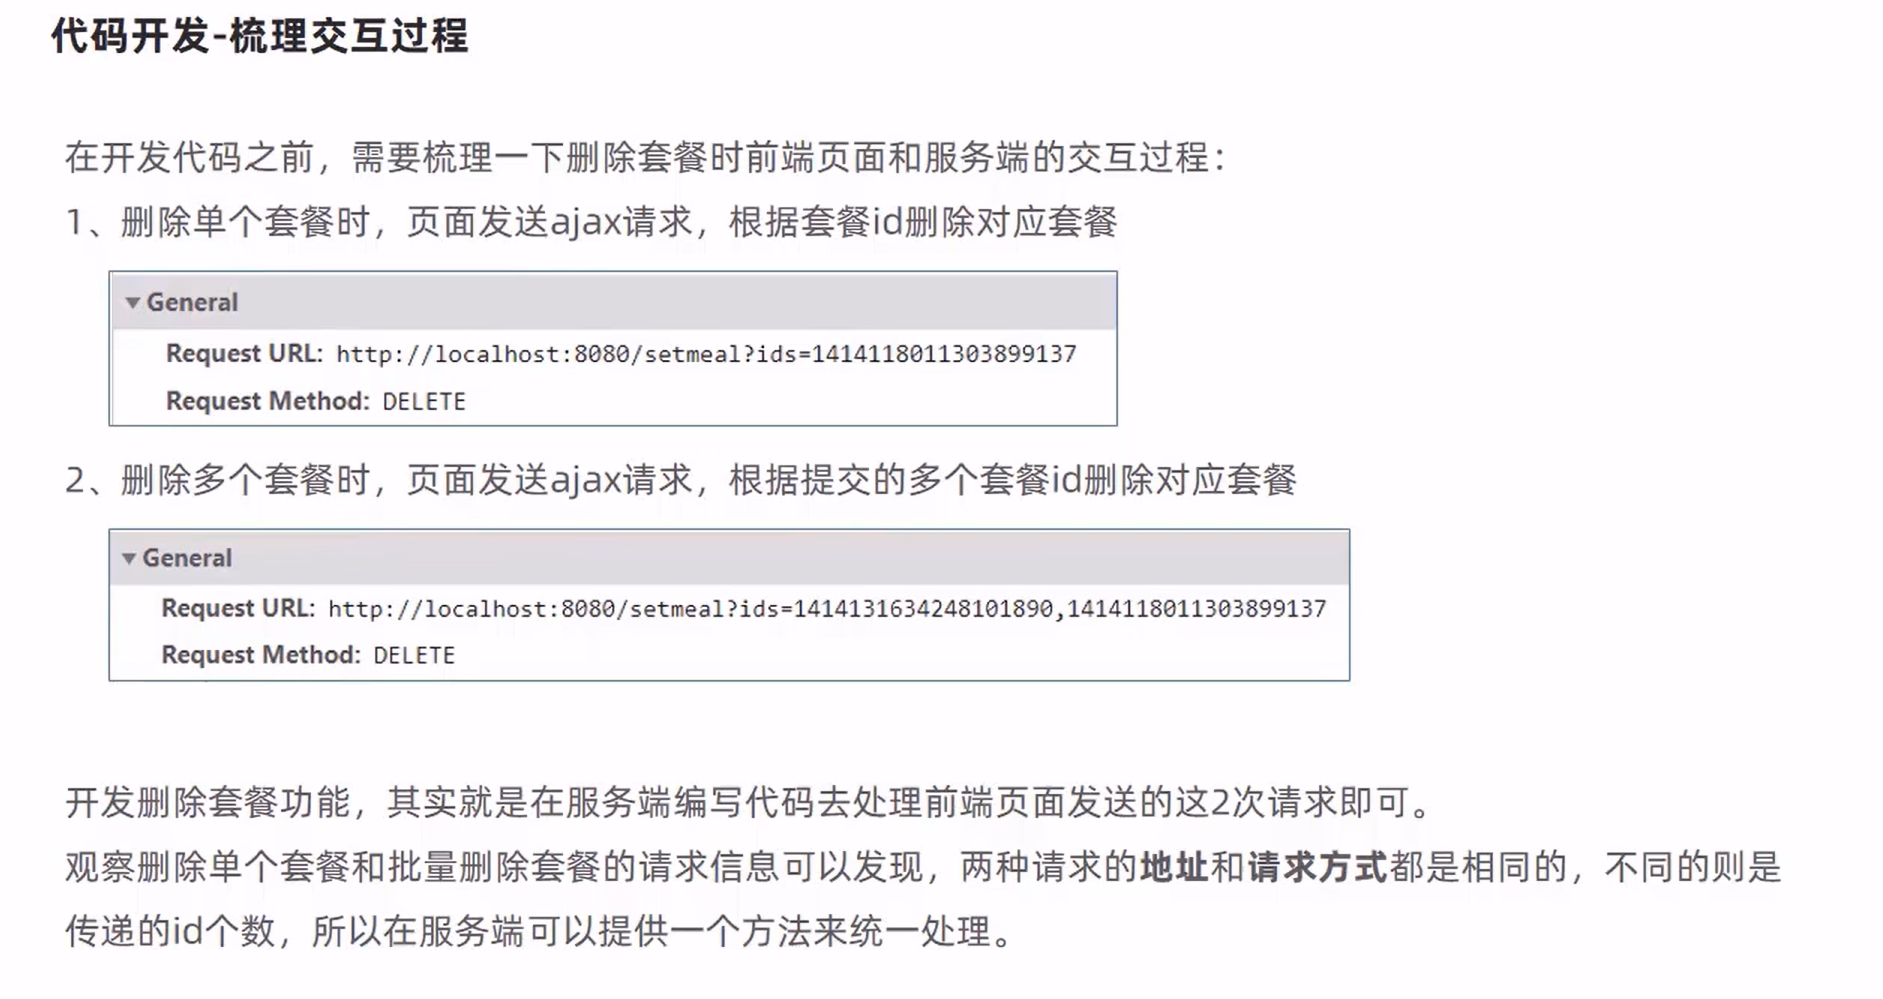 代码开发-梳理交互过程
在开发代码之前，需要梳理一下删除套餐时前端页面和服务端的交互过程：
1、删除单个套餐时，页面发送ajax请求，根据套餐id删除对应套餐
General
Request URL: http://localhost:8080/setmeal?ids=1414118011303899137
Request Method: DELETE
2、删除多个套餐时，页面发送ajax请求，根据提交的多个套餐id删除对应套餐
General
Request URL: http://localhost:8080/setmeal?ids=1414131634248101890,1414118011303899137
Request Method: DELETE
开发删除套餐功能，其实就是在服务端编写代码去处理前端页面发送的这2次请求即可。
观察删除单个套餐和批量删除套餐的请求信息可以发现，两种请求的地址和请求方式都是相同的，不同的则是
传递的id个数，所以在服务端可以提供一个方法来统一处理。